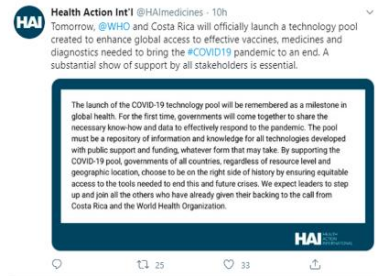 Health Action Int'l @HAImedicines · 10h
Tomorrow, @WHO and Costa Rica will officially launch a technology pool
created to enhance global access to effective vaccines, medicines and
diagnostics needed to bring the #COVID19 pandemic to an end. A
substantial show of support by all stakeholders is essential.
HAI
The launch of the COVID-19 technology pool will be remembered as a milestone in
global health. For the first time, governments will come together to share the
necessary know-how and data to effectively respond to the pandemic. The pool
must be a repository of information and knowledge for all technologies developed
with public support and funding, whatever form that may take. By supporting the
COVID-19 pool, governments of all countries, regardless of resource level and
geographic location, choose to be on the right side of history by ensuring equitable
access to the tools needed to end this and future crises. We expect leaders to step
up and join all the others who have already given their backing to the call from
Costa Rica and the World Health Organization.
HAI
HEALTH
ACTION
INTERNATIONAL
25
33